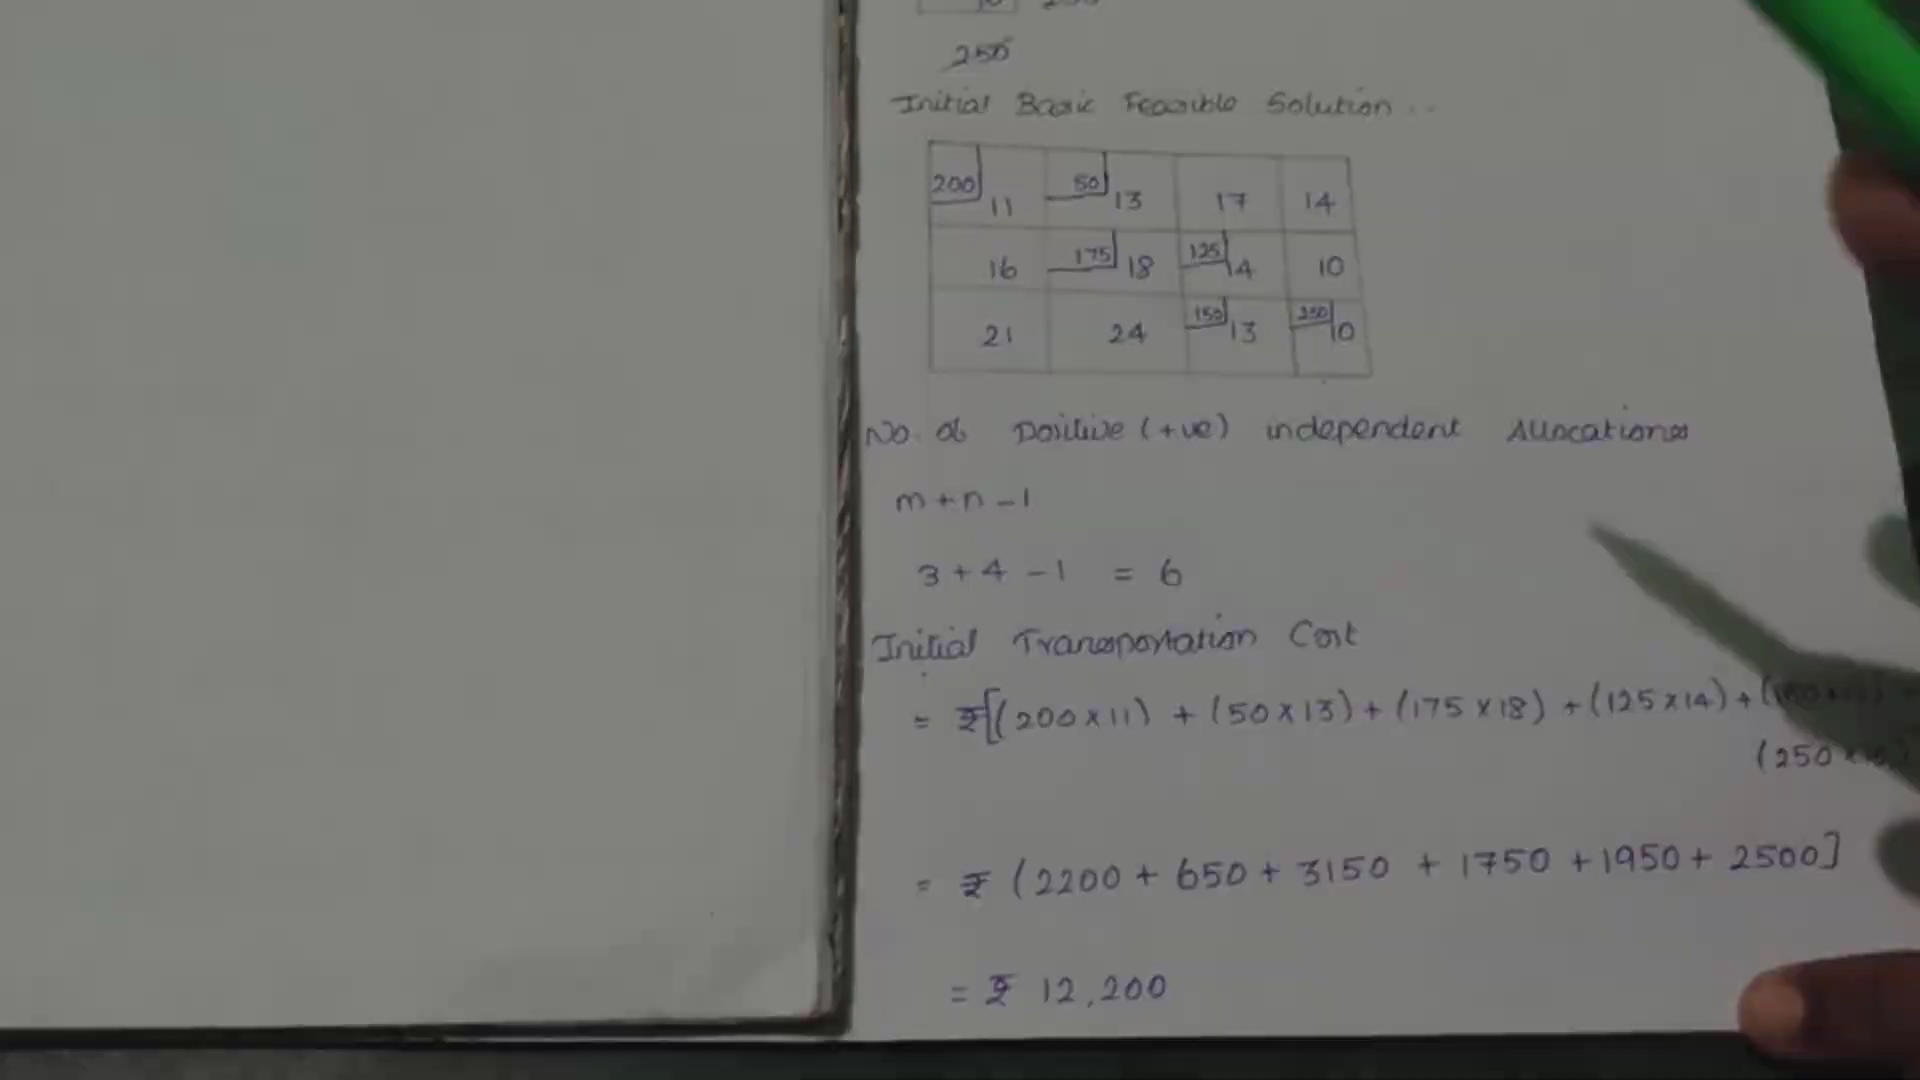 250
Initial Basic Feasible Solution..
200 11 50 13 17 14
16 175 18 125 14 10
21 24 150 13 250 10
No. of Positive (+ve) independent Allocations
m+n-1
3+4-1 = 6
Initial Transportation Cost
= ₹[(200×11) + (50×13) + (175×18) + (125×14) +
(250
= ₹ (2200 + 650 + 3150 + 1750 + 1950 + 2500]
= ₹ 12,200